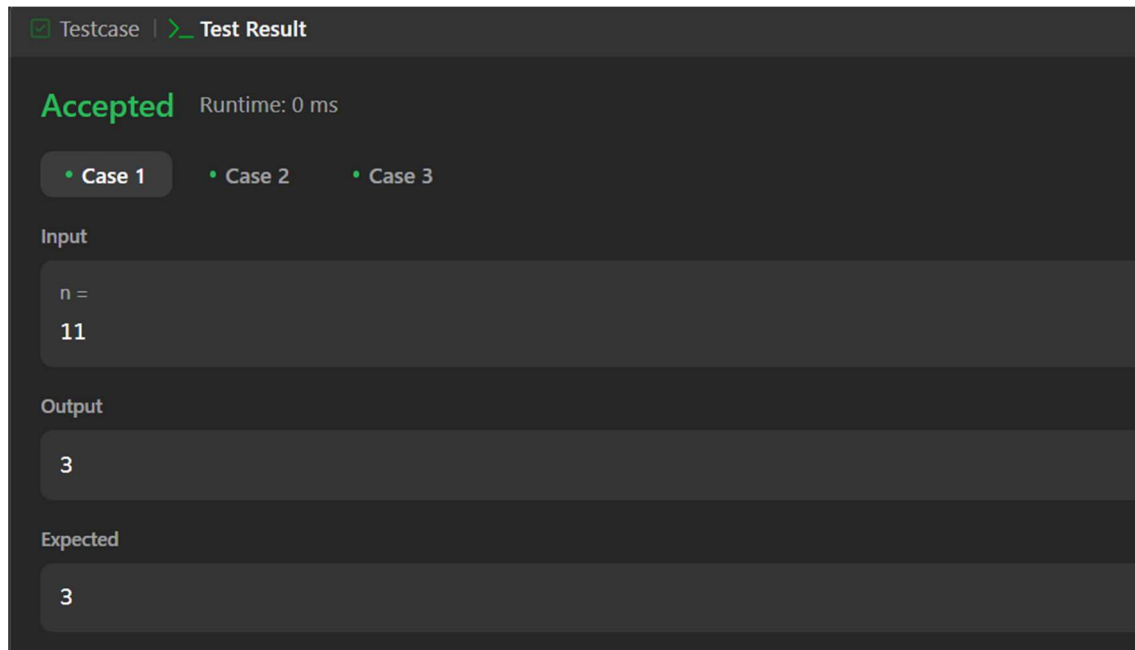 Testcase | >_ Test Result
Accepted Runtime: 0 ms
• Case 1 • Case 2 • Case 3
Input
n =
11
Output
3
Expected
3